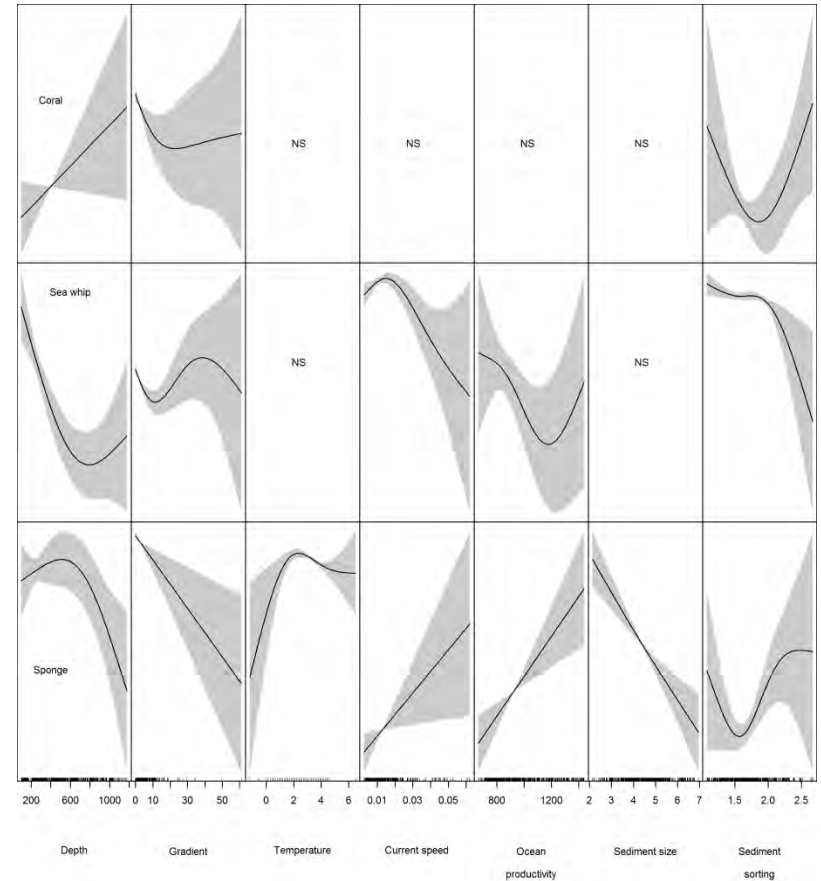 Coral
NS
NS
NS
NS
Sea whip
NS
NS
Sponge
200 600 1000 0 10 30 50 0 2 4 6 0.01 0.03 0.05 800 1200 2 3 4 5 6 7 1.5 2.0 2.5
Depth Gradient Temperature Current speed Ocean Sediment size Sediment
productivity sorting